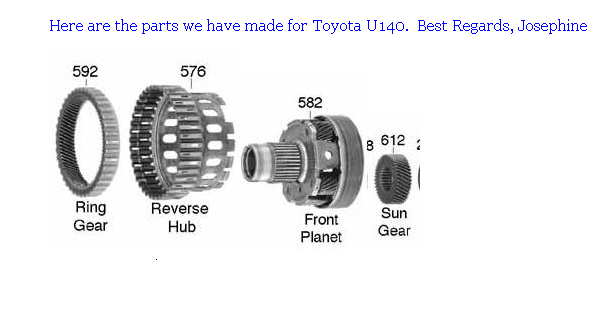 Here are the parts we have made for Toyota U140. Best Regards, Josephine
592
576
582
8 612
Ring
Gear
Reverse
Hub
Front
Planet
Sun
Gear